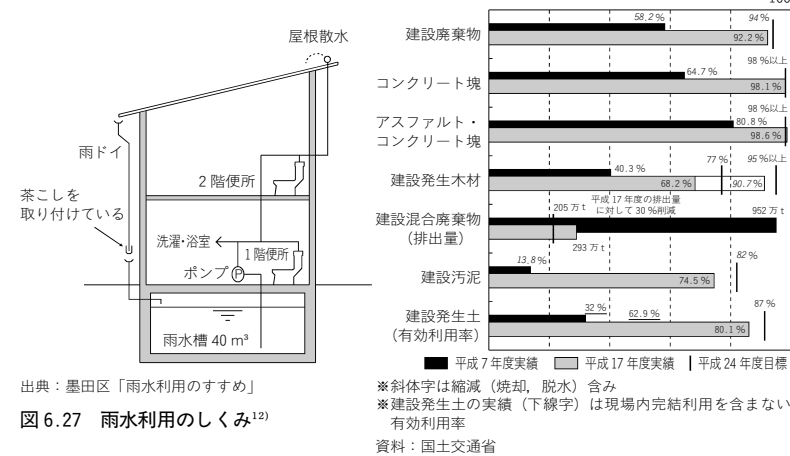 屋根散水
雨ドイ
茶こしを
取り付けている
2 階便所
洗濯・浴室
1 階便所
ポンプ
P
雨水槽 40 m³
出典：墨田区「雨水利用のすすめ」
図 6.27　雨水利用のしくみ¹²⁾
建設廃棄物
58.2 %
94 %
92.2 %
コンクリート塊
64.7 %
98 %以上
98.1 %
アスファルト・
コンクリート塊
98 %以上
80.8 %
98.6 %
建設発生木材
40.3 %
77 %
95 %以上
68.2 %
90.7 %
建設混合廃棄物
（排出量）
205 万 t
平成 17 年度の排出量
に対して 30 %削減
952 万 t
293 万 t
建設汚泥
13.8 %
82 %
74.5 %
建設発生土
（有効利用率）
32 %
62.9 %
87 %
80.1 %
平成 7 年度実績
平成 17 年度実績
平成 24 年度目標
※斜体字は縮減（焼却，脱水）含み
※建設発生土の実績（下線字）は現場内完結利用を含まない
有効利用率
資料：国土交通省